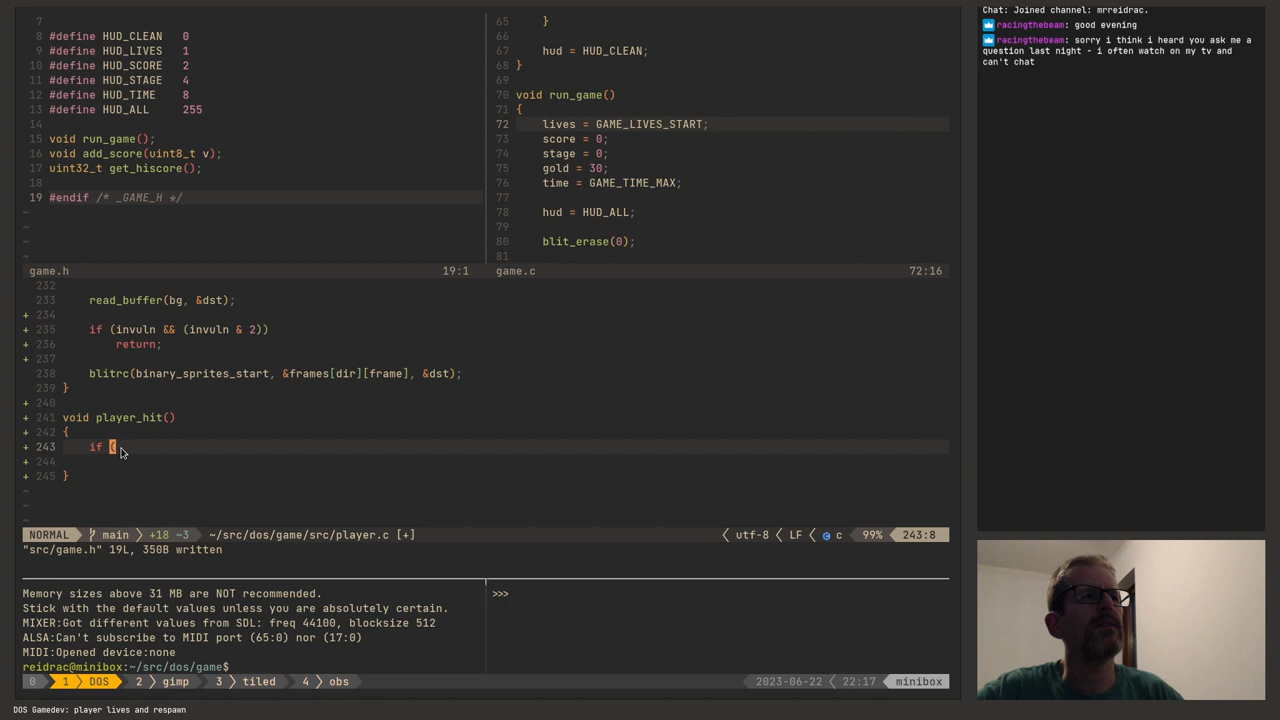 7
8 #define HUD_CLEAN 0
9 #define HUD_LIVES 1
10 #define HUD_SCORE 2
11 #define HUD_STAGE 4
12 #define HUD_TIME 8
13 #define HUD_ALL 255
14
15 void run_game();
16 void add_score(uint8_t v);
17 uint32_t get_hiscore();
18
19 #endif /* _GAME_H */
~
~
~
~
game.h 19:1
65 }
66
67 hud = HUD_CLEAN;
68 }
69
70 void run_game()
71 {
72 lives = GAME_LIVES_START;
73 score = 0;
74 stage = 0;
75 gold = 30;
76 time = GAME_TIME_MAX;
77
78 hud = HUD_ALL;
79
80 blit_erase(0);
81
game.c 72:16
232
233 read_buffer(bg, &dst);
+ 234
+ 235 if (invuln && (invuln & 2))
+ 236 return;
+ 237
238 blitrc(binary_sprites_start, &frames[dir][frame], &dst);
239 }
+ 240
+ 241 void player_hit()
+ 242 {
+ 243 if (
+ 244
+ 245 }
~
~
~
NORMAL main +18 ~3 ~/src/dos/game/src/player.c [+] utf-8 LF c 99% 243:8
"src/game.h" 19L, 350B written
Memory sizes above 31 MB are NOT recommended.
Stick with the default values unless you are absolutely certain.
MIXER:Got different values from SDL: freq 44100, blocksize 512
ALSA:Can't subscribe to MIDI port (65:0) nor (17:0)
MIDI:Opened device:none
reidrac@minibox:~/src/dos/game$
>>>
0 1 DOS 2 gimp 3 tiled 4 obs 2023-06-22 22:17 minibox
DOS Gamedev: player lives and respawn
Chat: Joined channel: mrreidrac.
racingthebeam: good evening
racingthebeam: sorry i think i heard you ask me a
question last night - i often watch on my tv and
can't chat